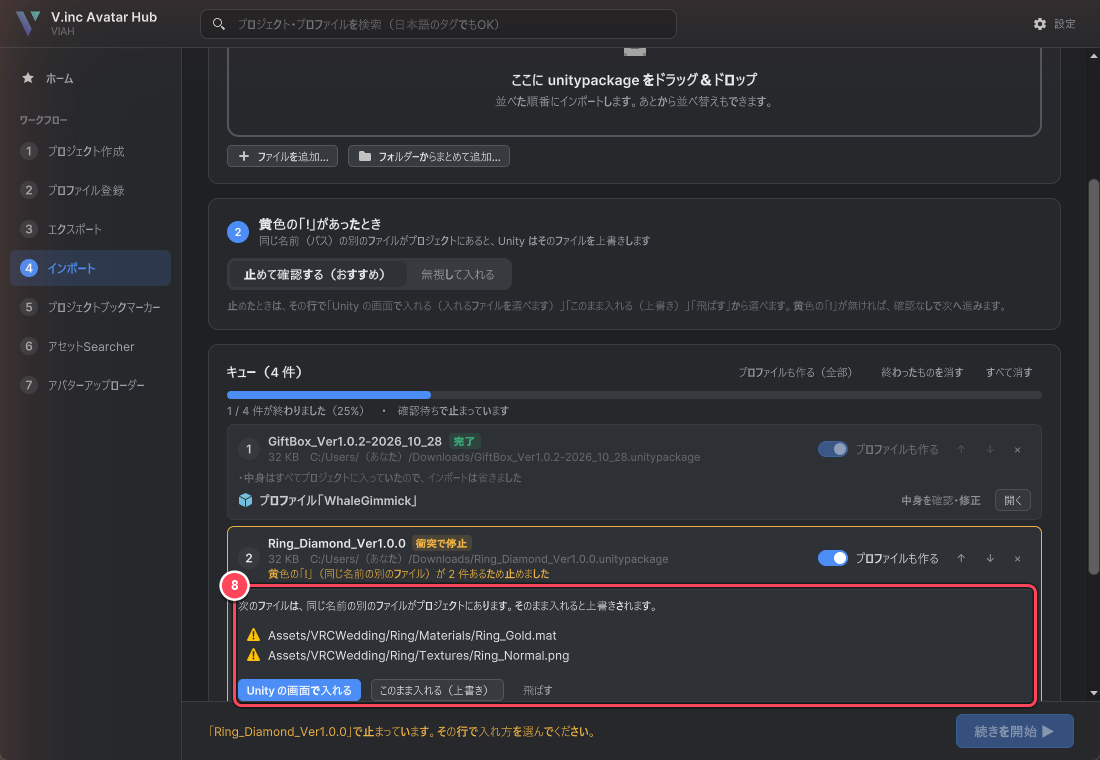 V.inc Avatar Hub
VIAH
プロジェクト・プロファイルを検索（日本語のタグでもOK）
設定
ホーム
ワークフロー
1 プロジェクト作成
2 プロファイル登録
3 エクスポート
4 インポート
5 プロジェクトブックマーカー
6 アセットSearcher
7 アバターアップローダー
ここに unitypackage をドラッグ＆ドロップ
並べた順番にインポートします。あとから並べ替えもできます。
＋ ファイルを追加...
フォルダーからまとめて追加...
2 黄色の「!」があったとき
同じ名前（パス）の別のファイルがプロジェクトにあると、Unity はそのファイルを上書きします
止めて確認する（おすすめ） 無視して入れる
止めたときは、その行で「Unity の画面で入れる（入れるファイルを選べます）」「このまま入れる（上書き）」「飛ばす」から選べます。黄色の「!」が無ければ、確認なしで次へ進みます。
キュー（4 件） プロファイルも作る（全部） 終わったものを消す すべて消す
1 / 4 件が終わりました（25%） ・ 確認待ちで止まっています
1 GiftBox_Ver1.0.2-2026_10_28 完了
32 KB C:/Users/（あなた）/Downloads/GiftBox_Ver1.0.2-2026_10_28.unitypackage
プロファイルも作る ↑ ↓ ×
・中身はすべてプロジェクトに入っていたので、インポートは省きました
プロファイル「WhaleGimmick」 中身を確認・修正 開く
2 Ring_Diamond_Ver1.0.0 衝突で停止
32 KB C:/Users/（あなた）/Downloads/Ring_Diamond_Ver1.0.0.unitypackage
黄色の「!」（同じ名前の別のファイル）が 2 件あるため止めました
プロファイルも作る ↑ ↓ ×
8
次のファイルは、同じ名前の別のファイルがプロジェクトにあります。そのまま入れると上書きされます。
Assets/VRCWedding/Ring/Materials/Ring_Gold.mat
Assets/VRCWedding/Ring/Textures/Ring_Normal.png
Unity の画面で入れる このまま入れる（上書き） 飛ばす
「Ring_Diamond_Ver1.0.0」で止まっています。その行で入れ方を選んでください。
続きを開始 ▶